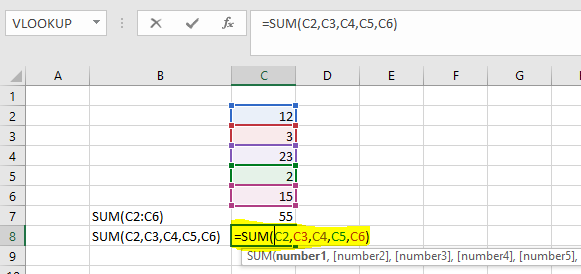 VLOOKUP =SUM(C2,C3,C4,C5,C6)
A B C D E F G H
1
2 12
3 3
4 23
5 2
6 15
7 SUM(C2:C6) 55
8 SUM(C2,C3,C4,C5,C6) =SUM(C2,C3,C4,C5,C6)
9 SUM(number1, [number2], [number3], [number4], [number5],